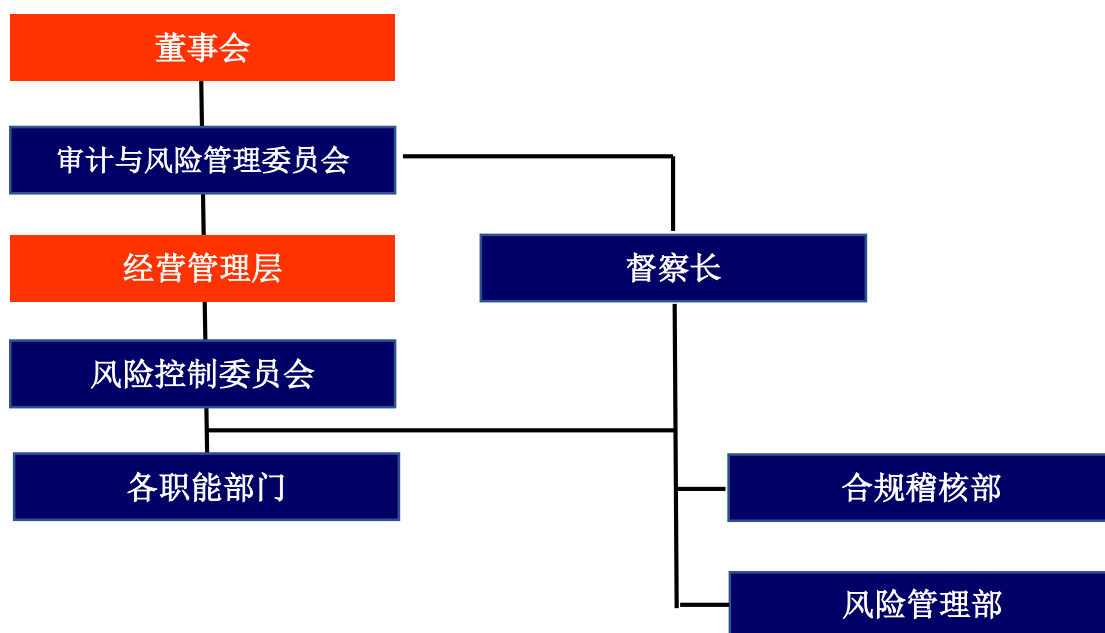 董事会
审计与风险管理委员会
经营管理层
督察长
风险控制委员会
各职能部门
合规稽核部
风险管理部